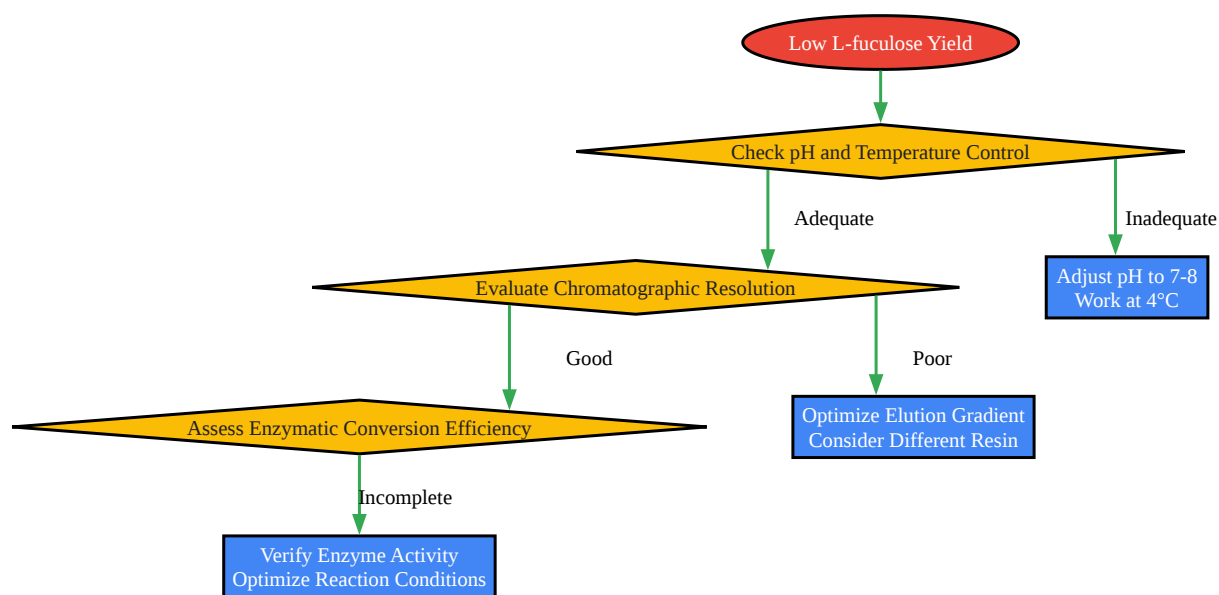 Low L-fuculose Yield
Check pH and Temperature Control
Adequate
Inadequate
Adjust pH to 7-8
Work at 4°C
Evaluate Chromatographic Resolution
Good
Poor
Optimize Elution Gradient
Consider Different Resin
Assess Enzymatic Conversion Efficiency
Incomplete
Verify Enzyme Activity
Optimize Reaction Conditions